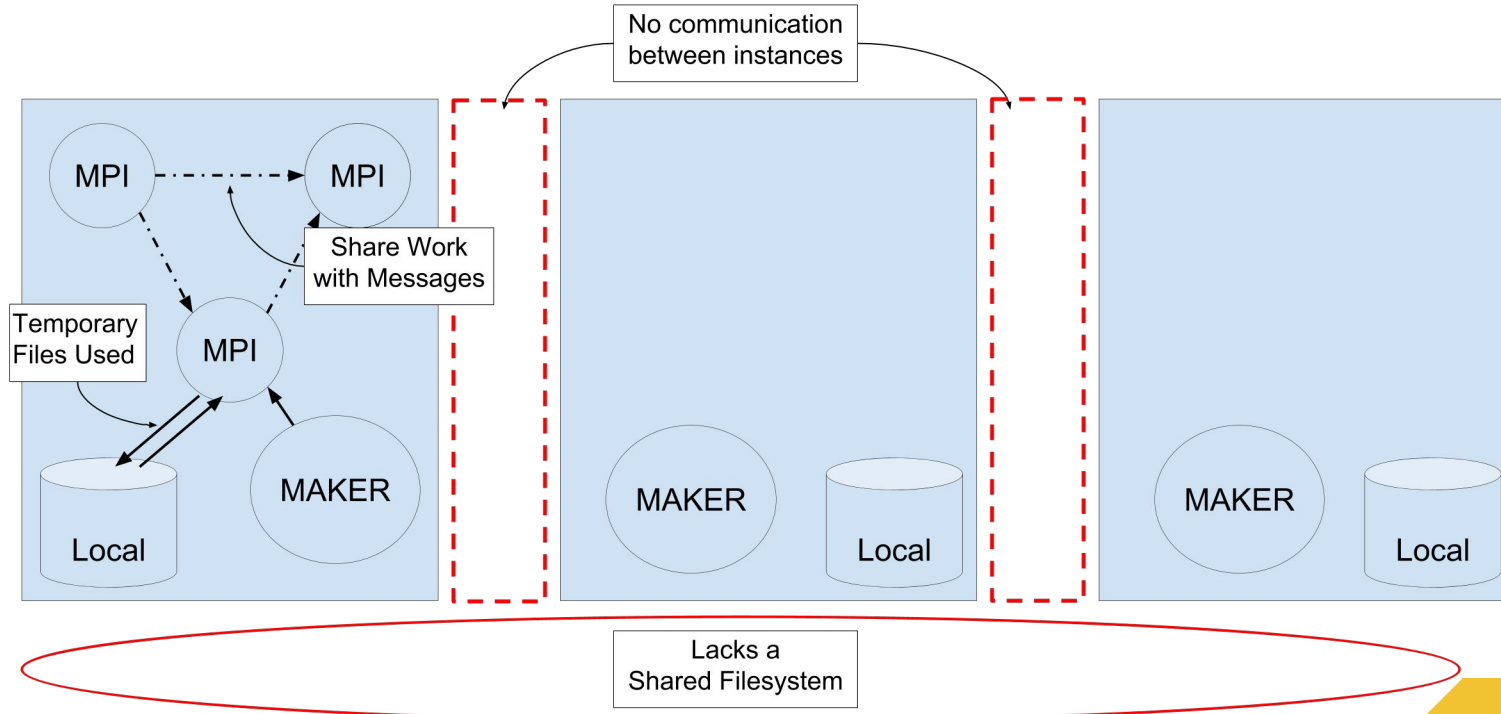 No communication
between instances
MPI
MPI
Share Work
with Messages
Temporary
Files Used
MPI
MAKER
Local
MAKER
Local
MAKER
Local
Lacks a
Shared Filesystem